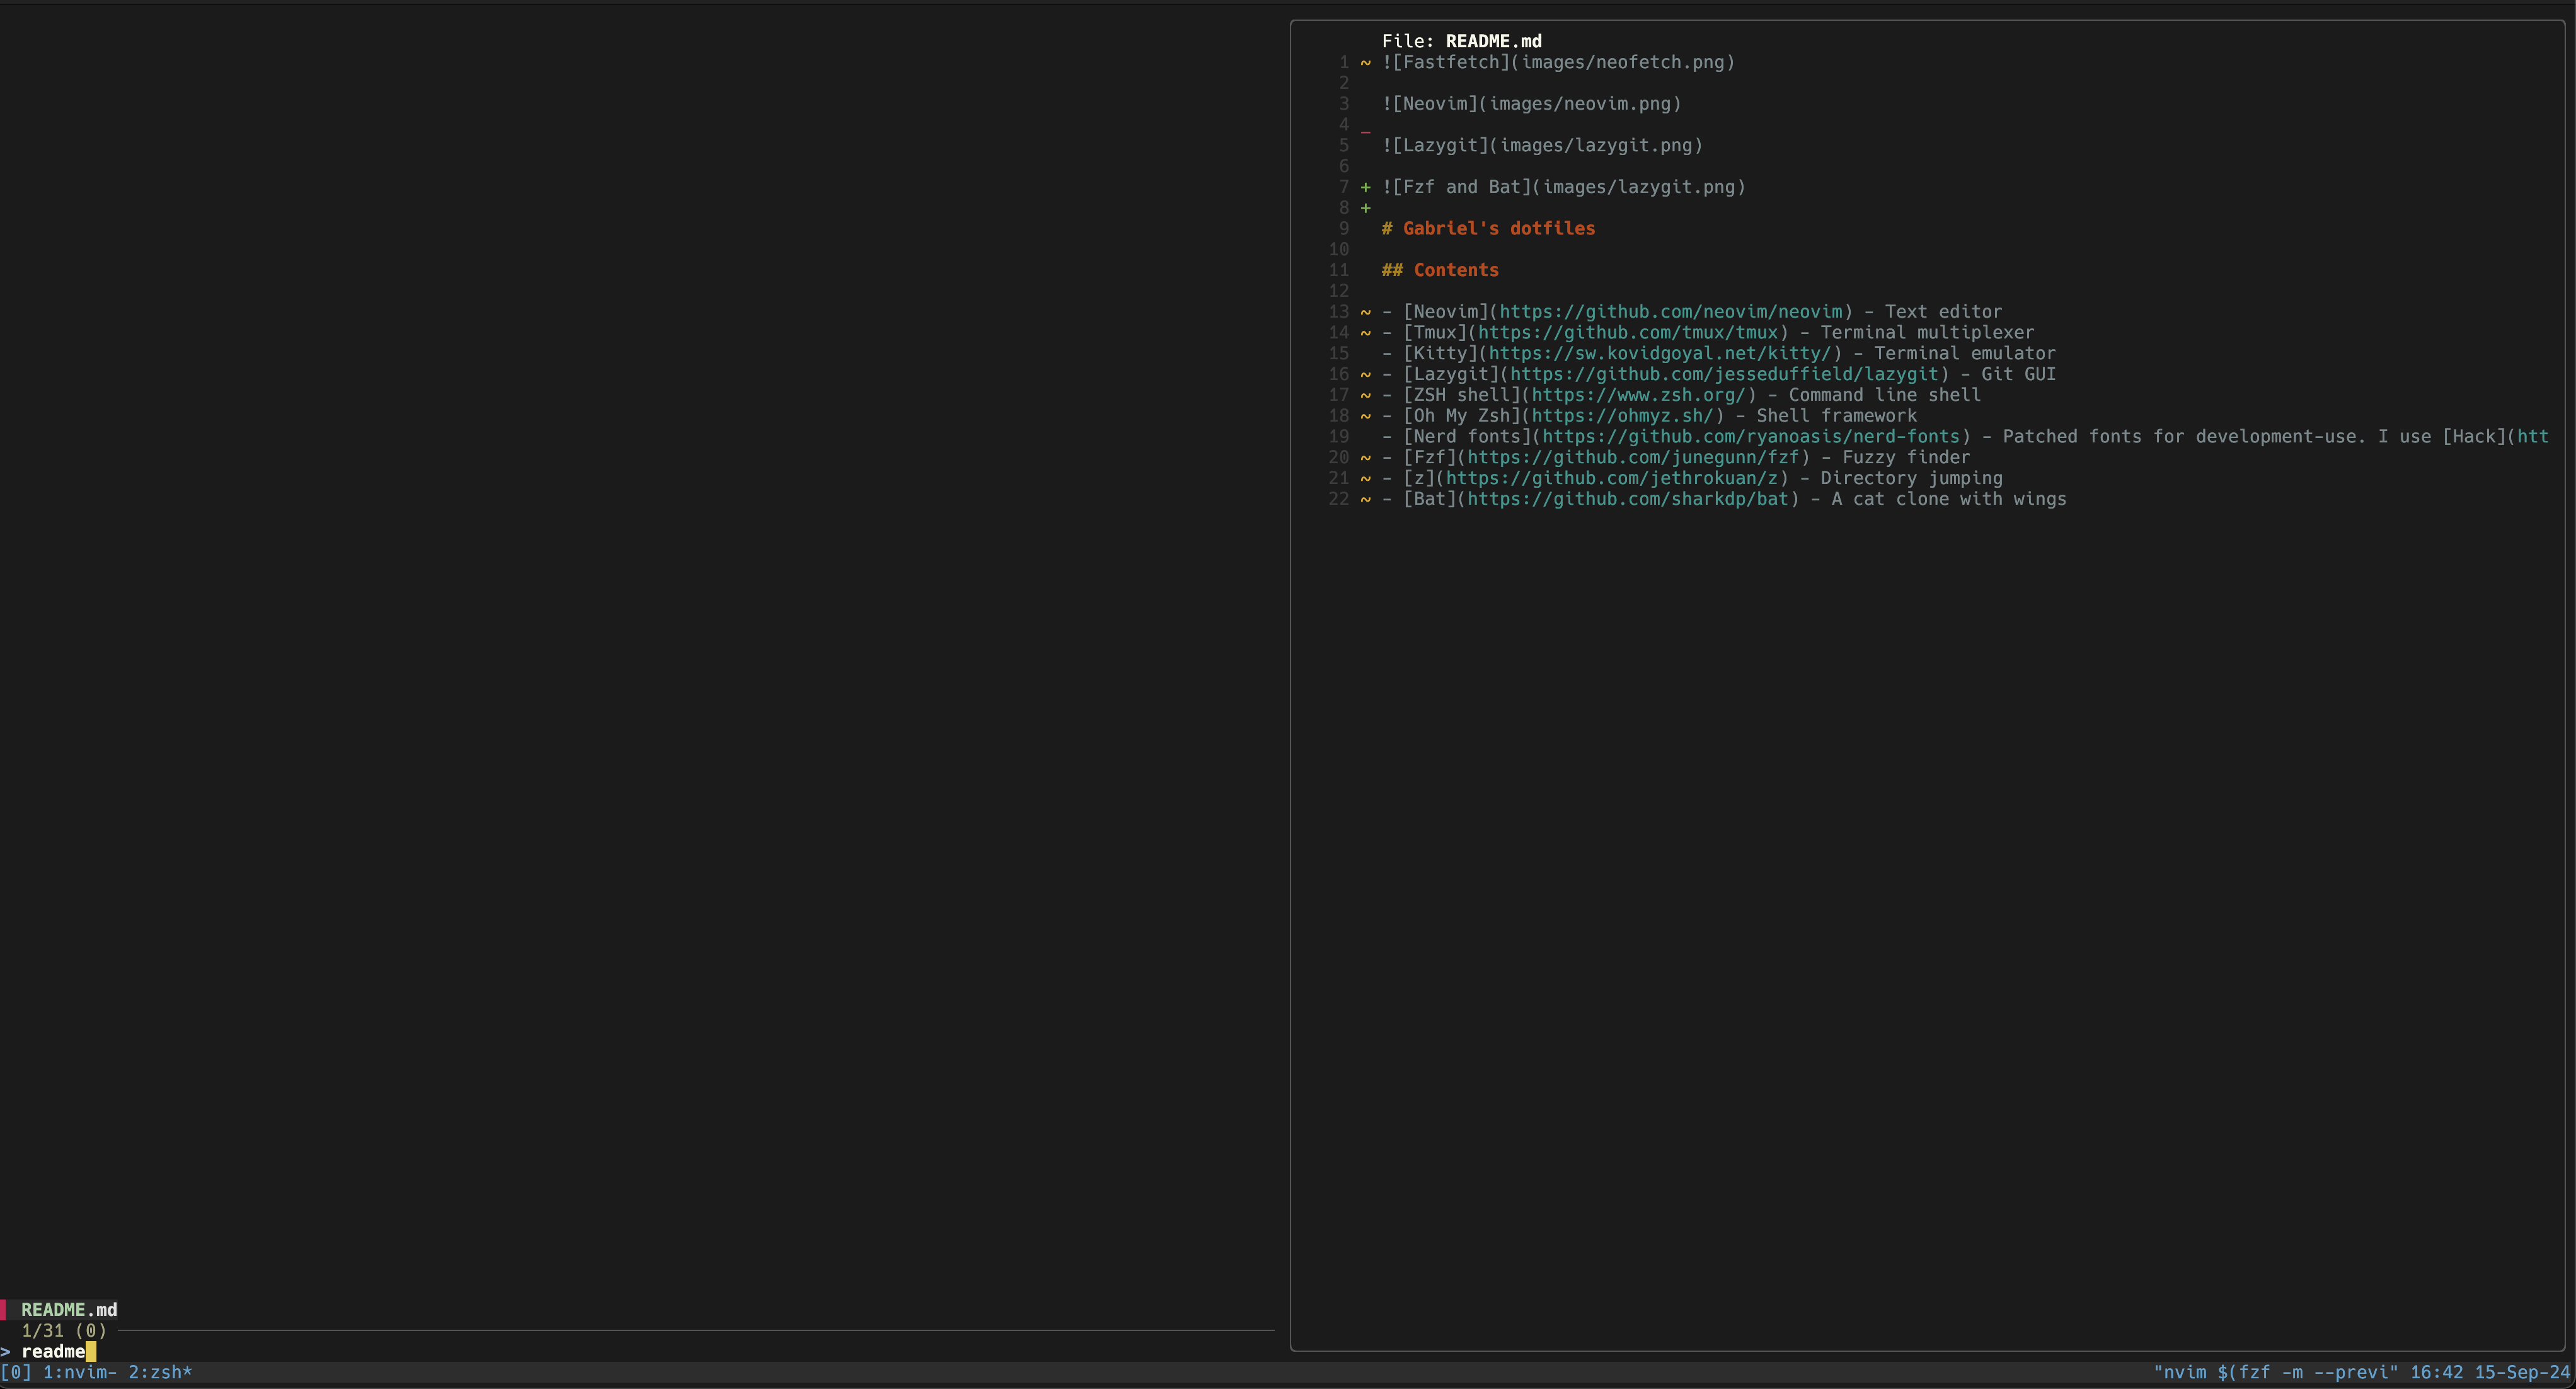 File: README.md
1 ~ ![Fastfetch](images/neofetch.png)
2
3 ![Neovim](images/neovim.png)
4 _
5 ![Lazygit](images/lazygit.png)
6
7 + ![Fzf and Bat](images/lazygit.png)
8 +
9 # Gabriel's dotfiles
10
11 ## Contents
12
13 ~ - [Neovim](https://github.com/neovim/neovim) - Text editor
14 ~ - [Tmux](https://github.com/tmux/tmux) - Terminal multiplexer
15 - [Kitty](https://sw.kovidgoyal.net/kitty/) - Terminal emulator
16 ~ - [Lazygit](https://github.com/jesseduffield/lazygit) - Git GUI
17 ~ - [ZSH shell](https://www.zsh.org/) - Command line shell
18 ~ - [Oh My Zsh](https://ohmyz.sh/) - Shell framework
19 - [Nerd fonts](https://github.com/ryanoasis/nerd-fonts) - Patched fonts for development-use. I use [Hack](htt
20 ~ - [Fzf](https://github.com/junegunn/fzf) - Fuzzy finder
21 ~ - [z](https://github.com/jethrokuan/z) - Directory jumping
22 ~ - [Bat](https://github.com/sharkdp/bat) - A cat clone with wings
README.md
1/31 (0)
> readme
[0] 1:nvim- 2:zsh* "nvim $(fzf -m --previ" 16:42 15-Sep-24